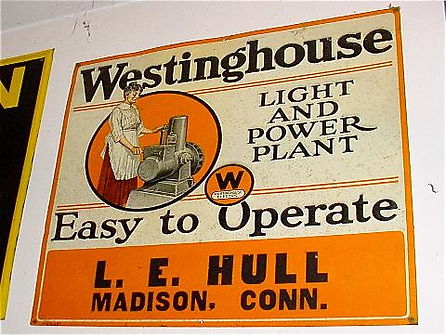 Westinghouse
LIGHT
AND
POWER
PLANT
W
Easy to Operate
L. E. HULL
MADISON, CONN.
N